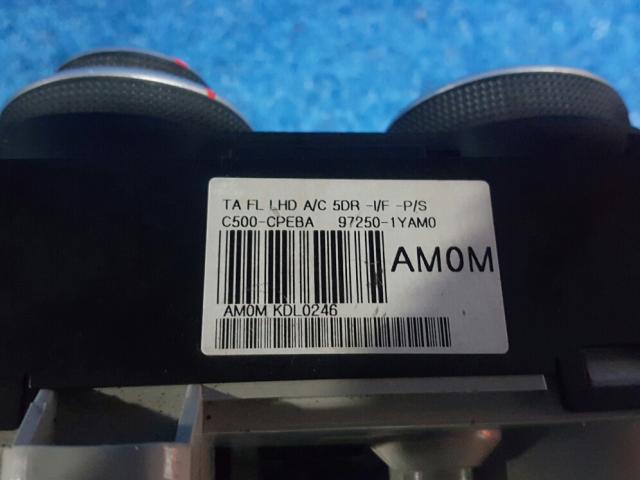 TA FL LHD A/C 5DR -I/F -P/S
C500-CPEBA 97250-1YAM0
AM0M
AM0M KDL0246